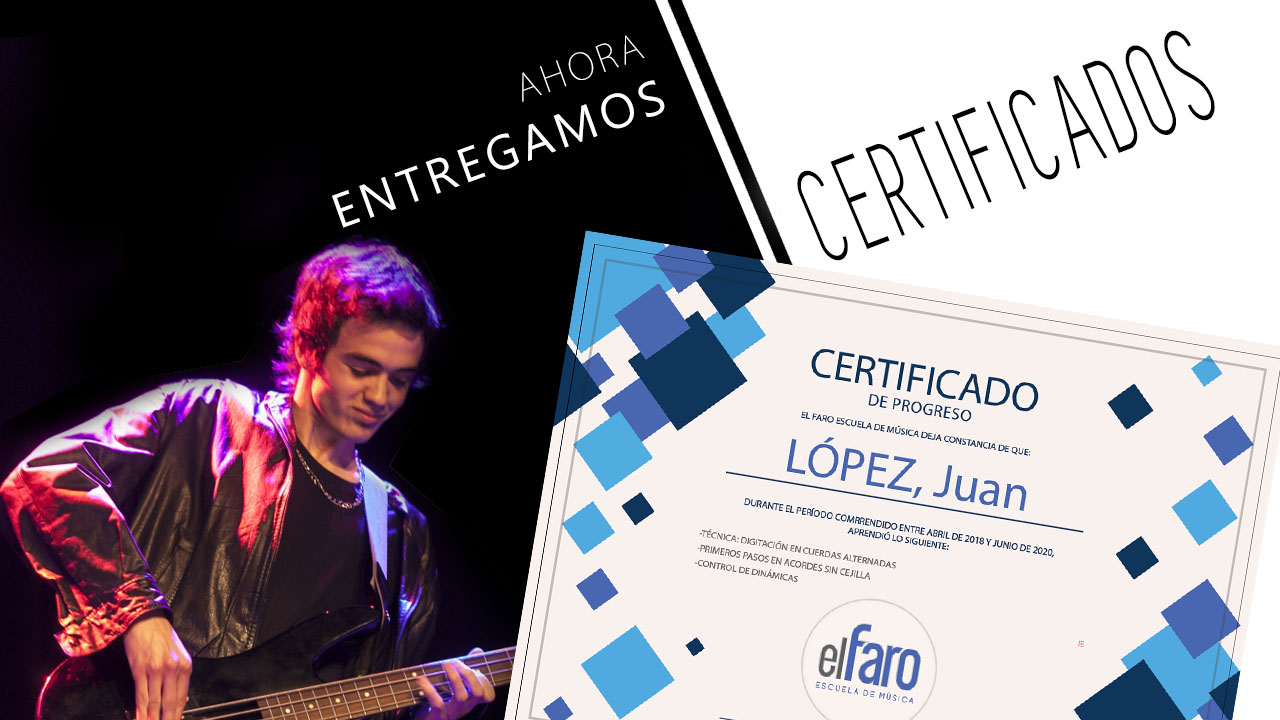 AHORA
ENTREGAMOS
CERTIFICADOS
CERTIFICADO
DE PROGRESO
EL FARO ESCUELA DE MÚSICA DEJA CONSTANCIA DE QUE:
LÓPEZ, Juan
DURANTE EL PERÍODO COMPRENDIDO ENTRE ABRIL DE 2018 Y JUNIO DE 2020,
APRENDIÓ LO SIGUIENTE:
-TÉCNICA: DIGITACIÓN EN CUERDAS ALTERNADAS
-PRIMEROS PASOS EN ACORDES SIN CEJILLA
-CONTROL DE DINÁMICAS
elfaro
ESCUELA DE MÚSICA